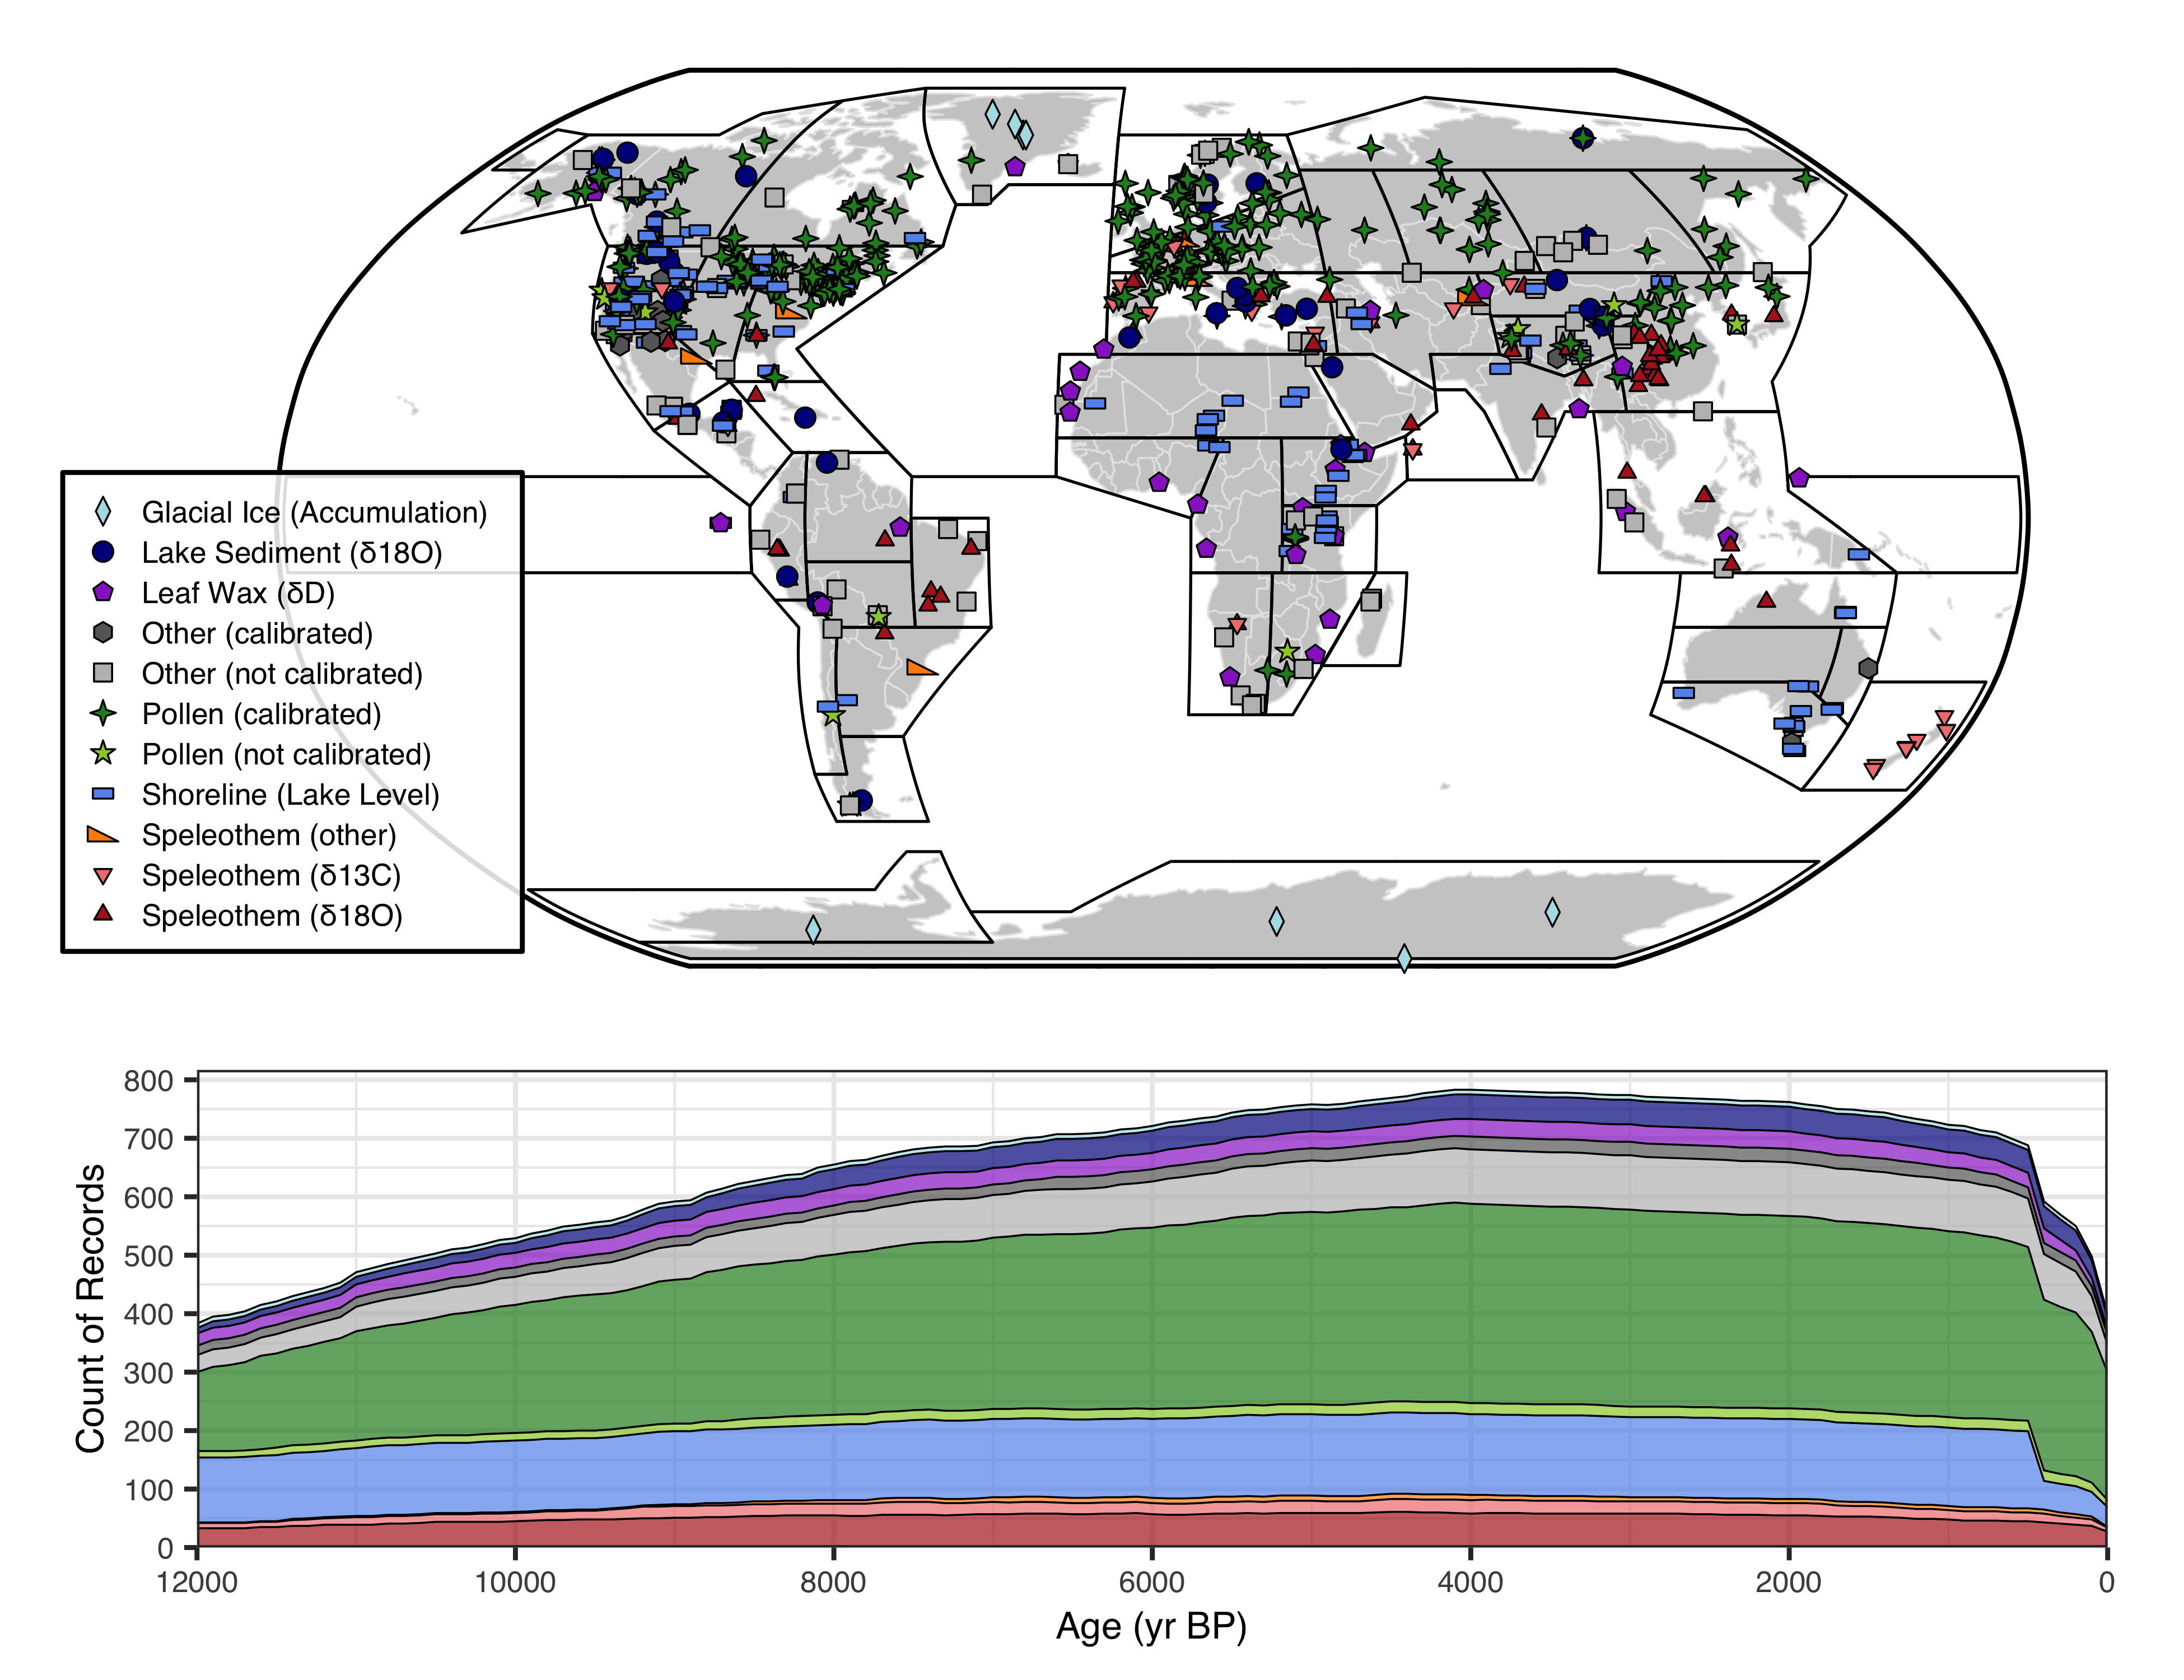 Glacial Ice (Accumulation)
Lake Sediment (δ18O)
Leaf Wax (δD)
Other (calibrated)
Other (not calibrated)
Pollen (calibrated)
Pollen (not calibrated)
Shoreline (Lake Level)
Speleothem (other)
Speleothem (δ13C)
Speleothem (δ18O)
Count of Records
800
700
600
500
400
300
200
100
0
12000 10000 8000 6000 4000 2000 0
Age (yr BP)